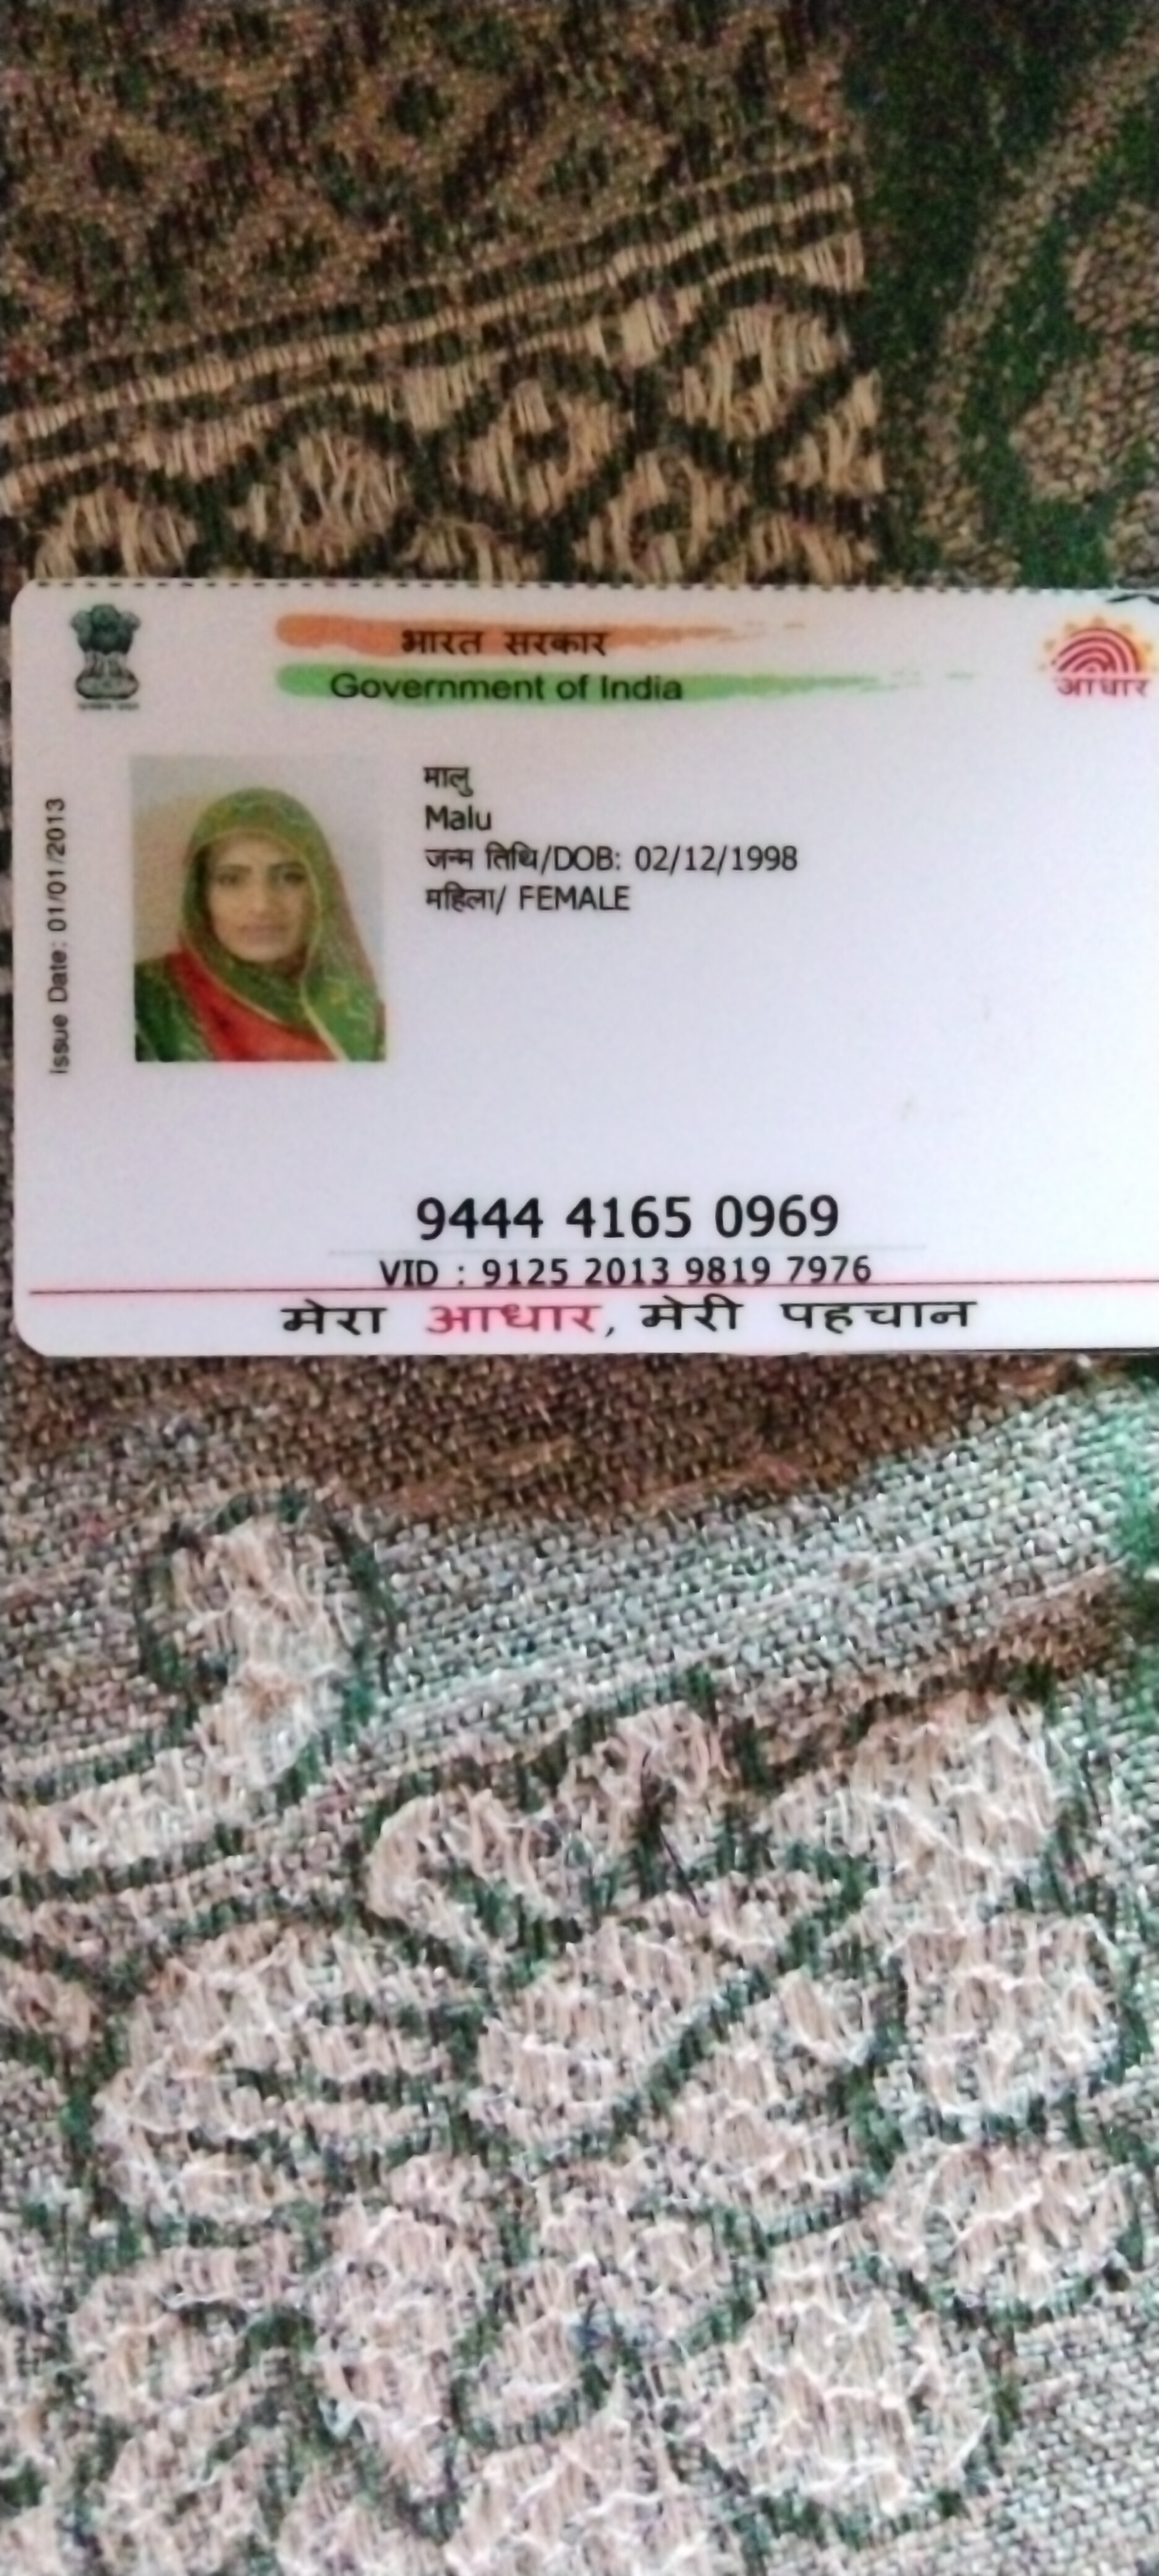 भारत सरकार
Government of India
आधार
Issue Date: 01/01/2013
मालु
Malu
जन्म तिथि/DOB: 02/12/1998
महिला/ FEMALE
9444 4165 0969
VID : 9125 2013 9819 7976
मेरा आधार, मेरी पहचान